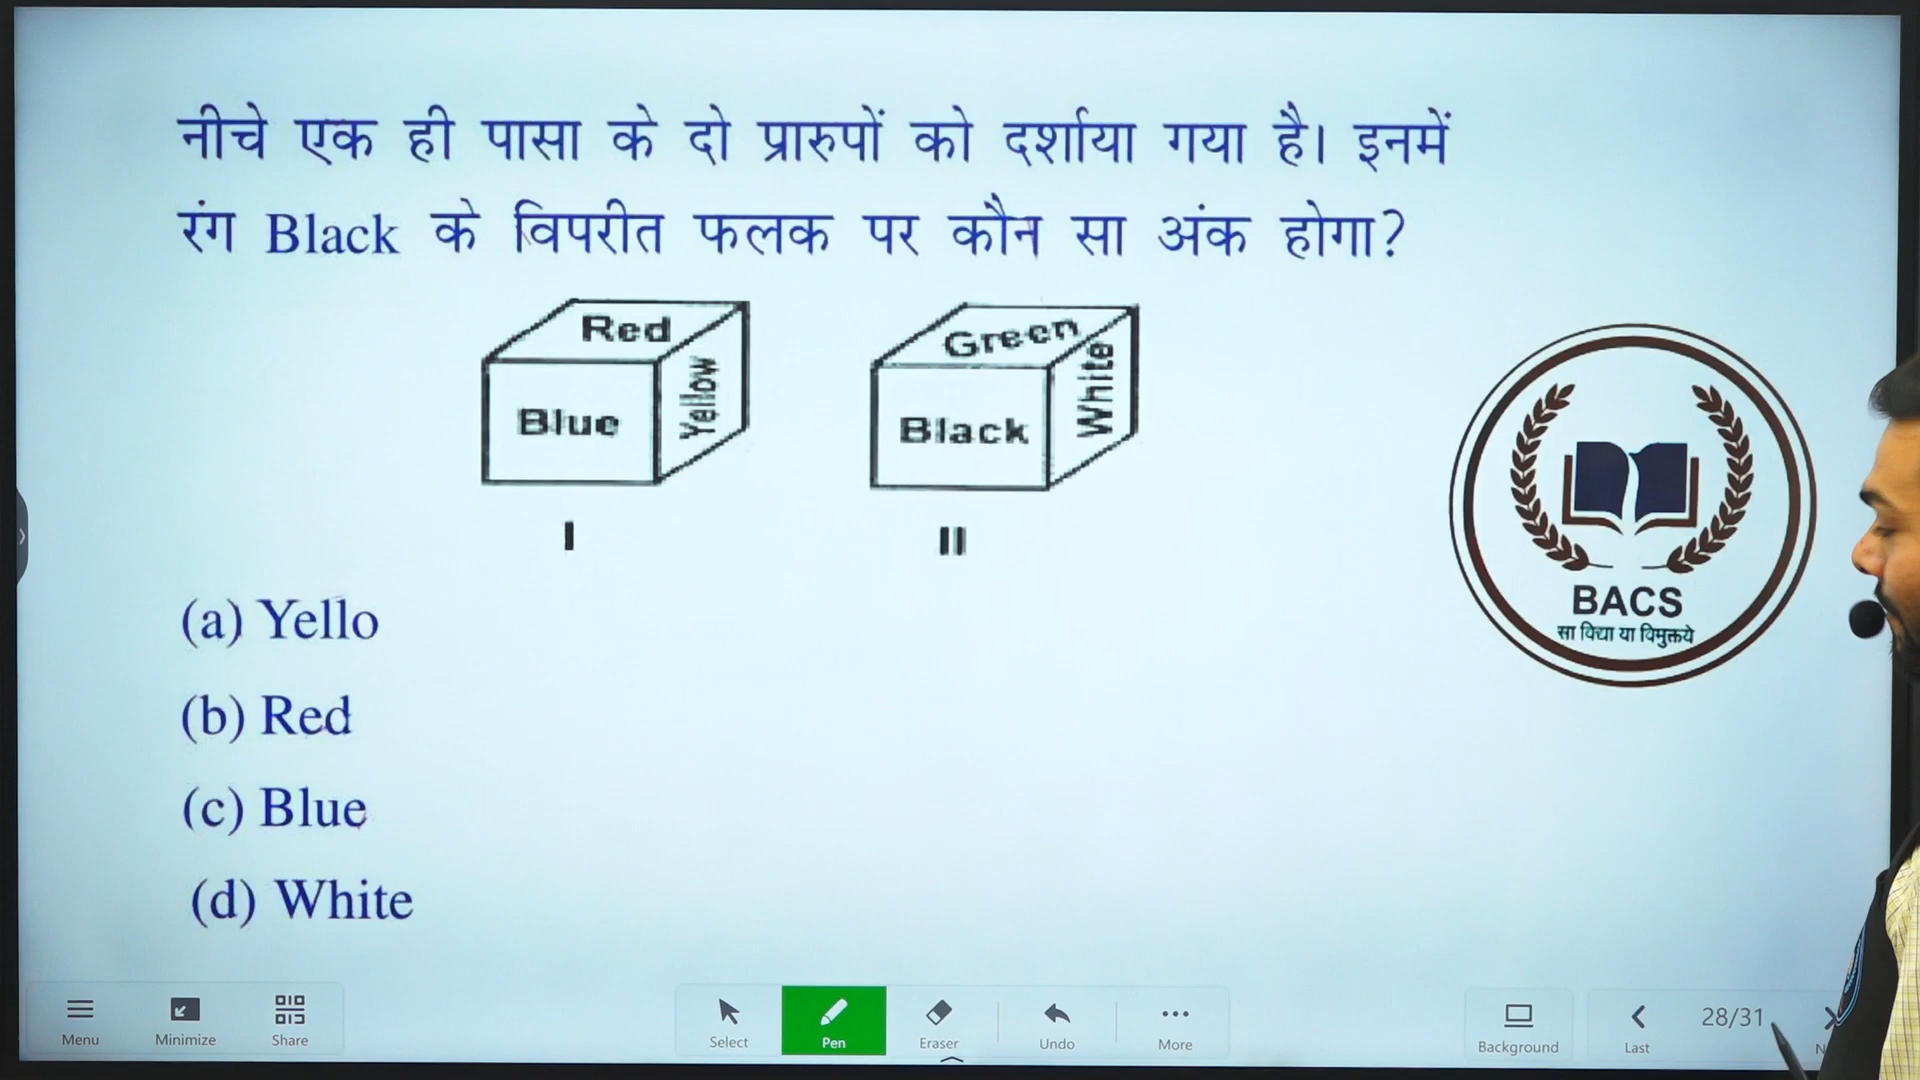 नीचे एक ही पासा के दो प्रारुपों को दर्शाया गया है। इनमें
रंग Black के विपरीत फलक पर कौन सा अंक होगा?
Red
Blue
Yellow
I
Green
Black
White
II
(a) Yello
(b) Red
(c) Blue
(d) White
BACS
सा विद्या या विमुक्तये
Menu
Minimize
Share
Select
Pen
Eraser
Undo
More
Background
Last
28/31